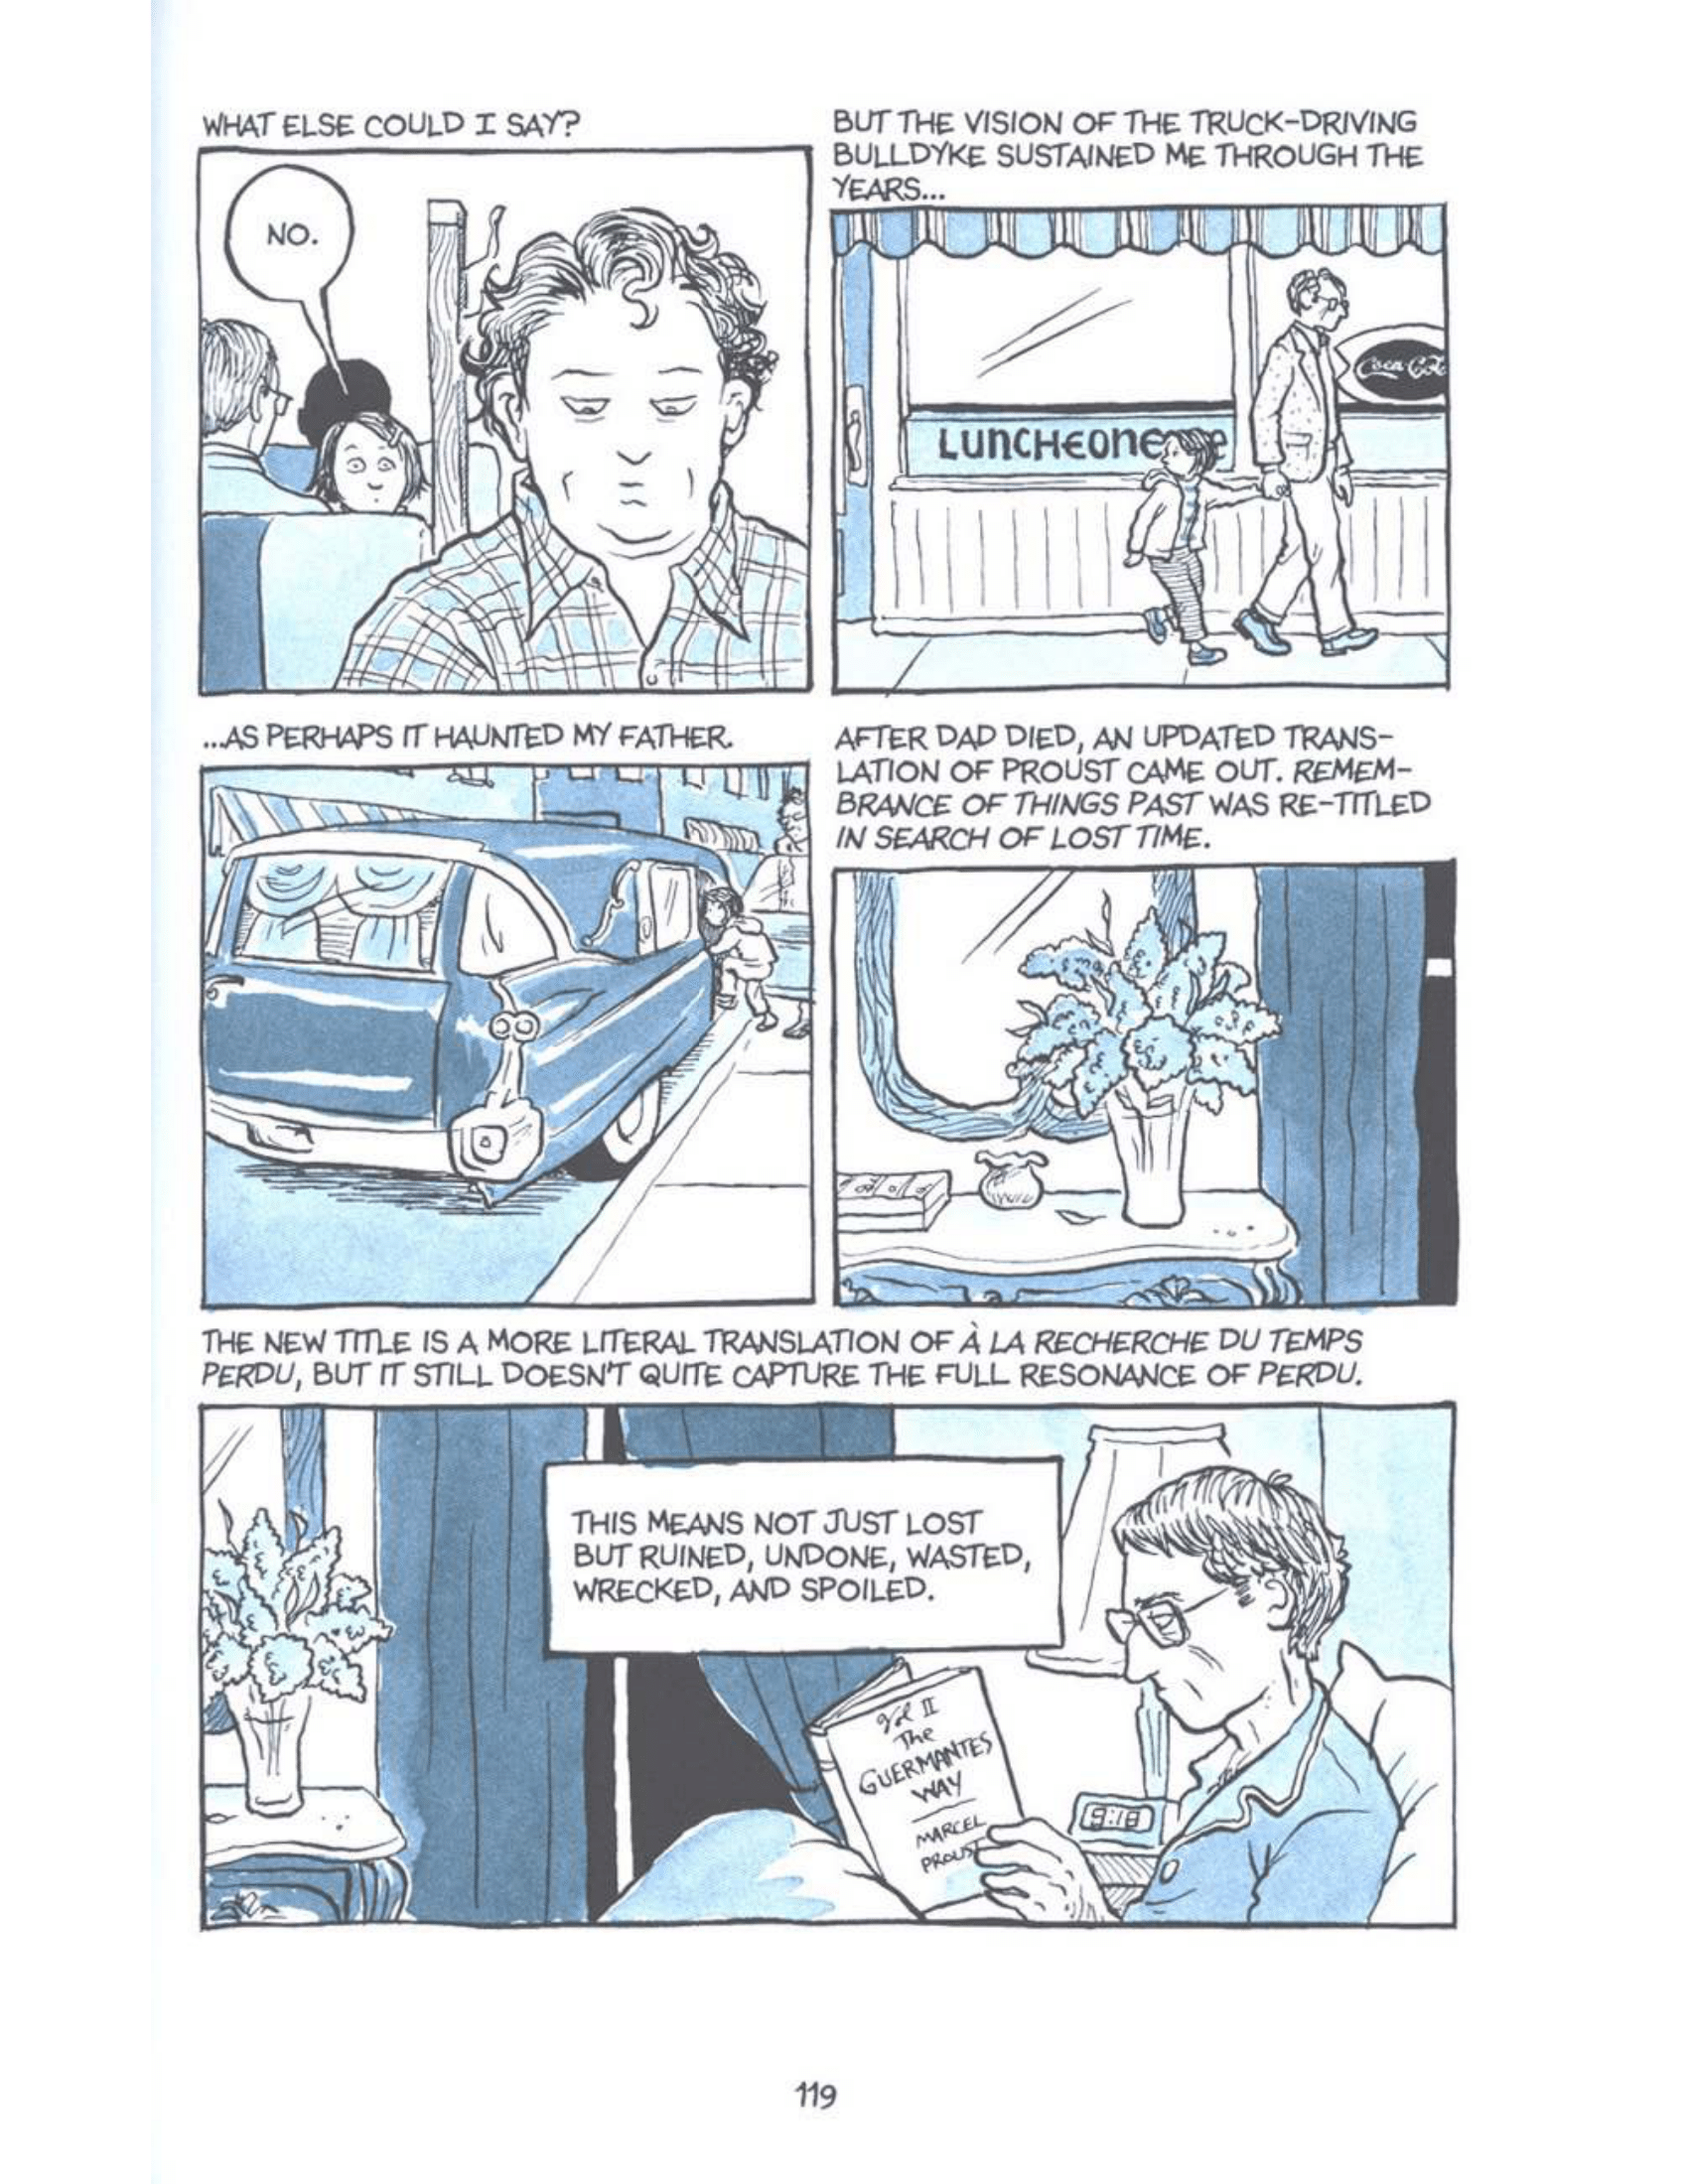 WHAT ELSE COULD I SAY?
NO.
BUT THE VISION OF THE TRUCK-DRIVING
BULLDYKE SUSTAINED ME THROUGH THE
YEARS...
Coca-Cola
LUNCHEONE
...AS PERHAPS IT HAUNTED MY FATHER.
AFTER DAD DIED, AN UPDATED TRANS-
LATION OF PROUST CAME OUT. REMEM-
BRANCE OF THINGS PAST WAS RE-TITLED
IN SEARCH OF LOST TIME.
THE NEW TITLE IS A MORE LITERAL TRANSLATION OF À LA RECHERCHE DU TEMPS
PERDU, BUT IT STILL DOESN'T QUITE CAPTURE THE FULL RESONANCE OF PERDU.
THIS MEANS NOT JUST LOST
BUT RUINED, UNDONE, WASTED,
WRECKED, AND SPOILED.
Vol II
The
GUERMANTES
WAY
MARCEL
PROUST
9:18
119